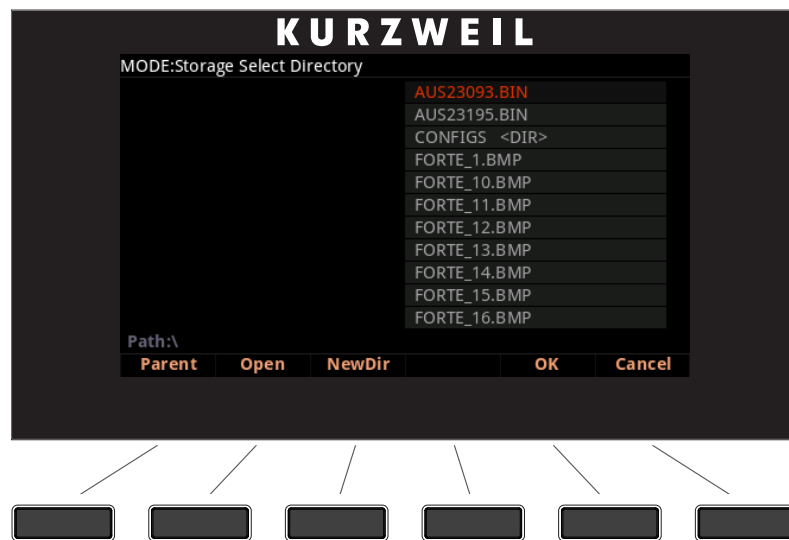 KURZWEIL
MODE:Storage Select Directory
AUS23093.BIN
AUS23195.BIN
CONFIGS <DIR>
FORTE_1.BMP
FORTE_10.BMP
FORTE_11.BMP
FORTE_12.BMP
FORTE_13.BMP
FORTE_14.BMP
FORTE_15.BMP
FORTE_16.BMP
Path:\
Parent Open NewDir OK Cancel